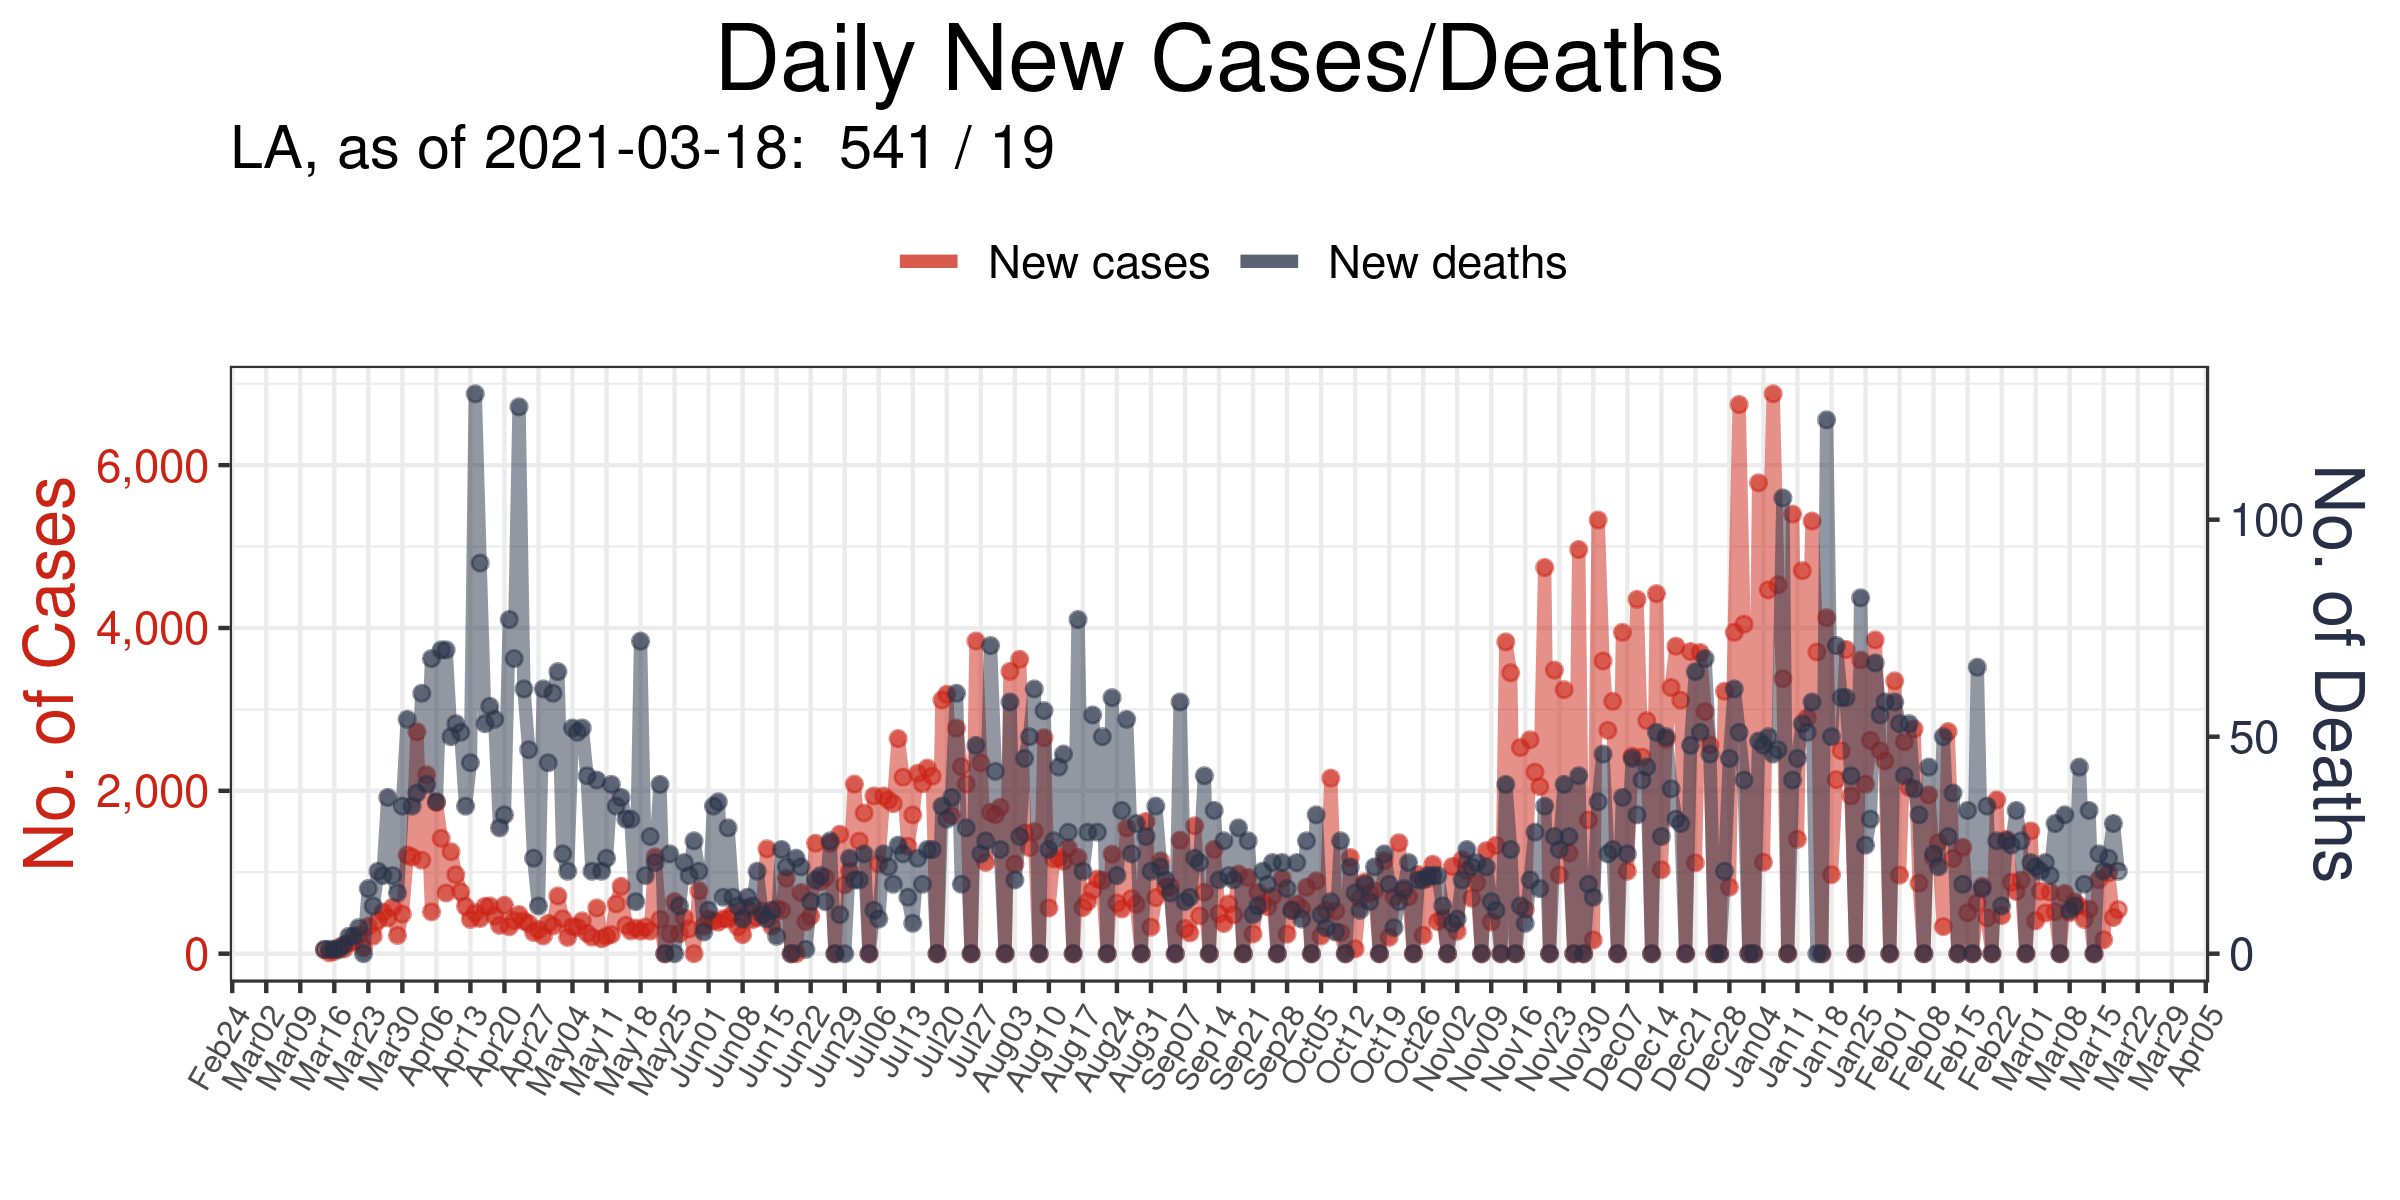 Daily New Cases/Deaths
LA, as of 2021-03-18:  541 / 19
New cases
New deaths
No. of Cases
6,000
4,000
2,000
0
100
50
0
No. of Deaths
Feb24
Mar02
Mar09
Mar16
Mar23
Mar30
Apr06
Apr13
Apr20
Apr27
May04
May11
May18
May25
Jun01
Jun08
Jun15
Jun22
Jun29
Jul06
Jul13
Jul20
Jul27
Aug03
Aug10
Aug17
Aug24
Aug31
Sep07
Sep14
Sep21
Sep28
Oct05
Oct12
Oct19
Oct26
Nov02
Nov09
Nov16
Nov23
Nov30
Dec07
Dec14
Dec21
Dec28
Dec04
Jan11
Jan18
Jan25
Feb01
Feb08
Feb15
Feb22
Mar01
Mar08
Mar15
Mar22
Mar29
Apr05